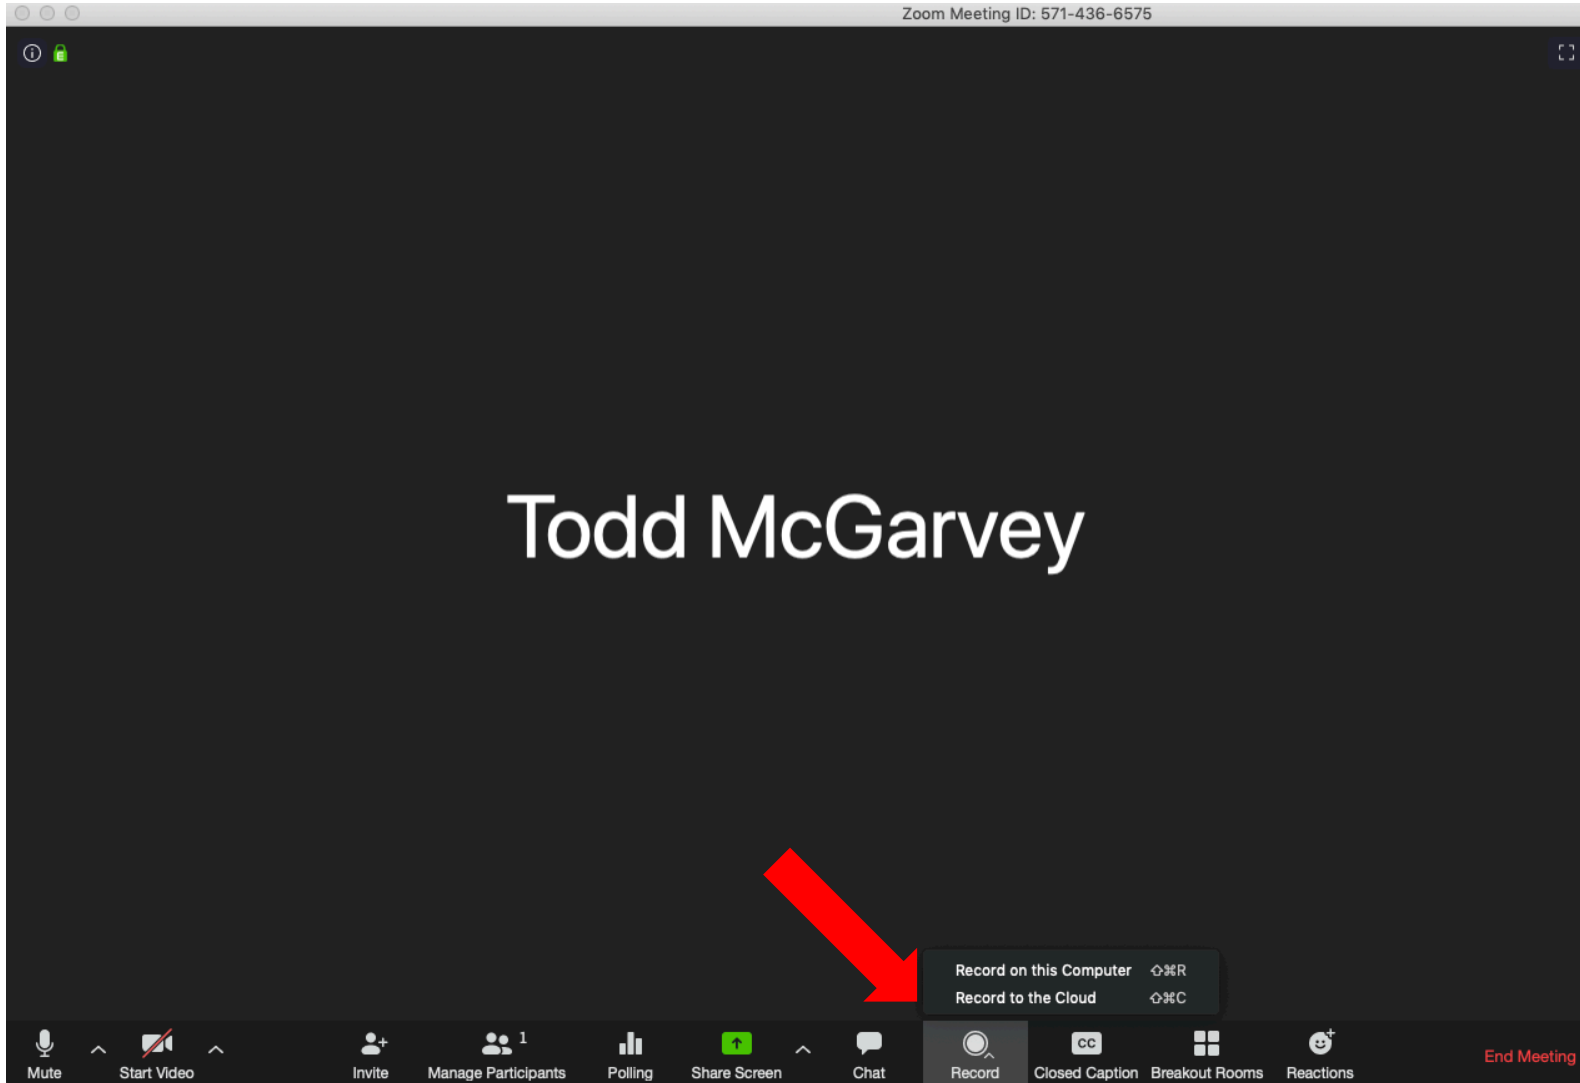 Zoom Meeting ID: 571-436-6575
E
Todd McGarvey
Record on this Computer ⇧⌘R
Record to the Cloud ⇧⌘C
1
CC
Mute Start Video Invite Manage Participants Polling Share Screen Chat Record Closed Caption Breakout Rooms Reactions End Meeting